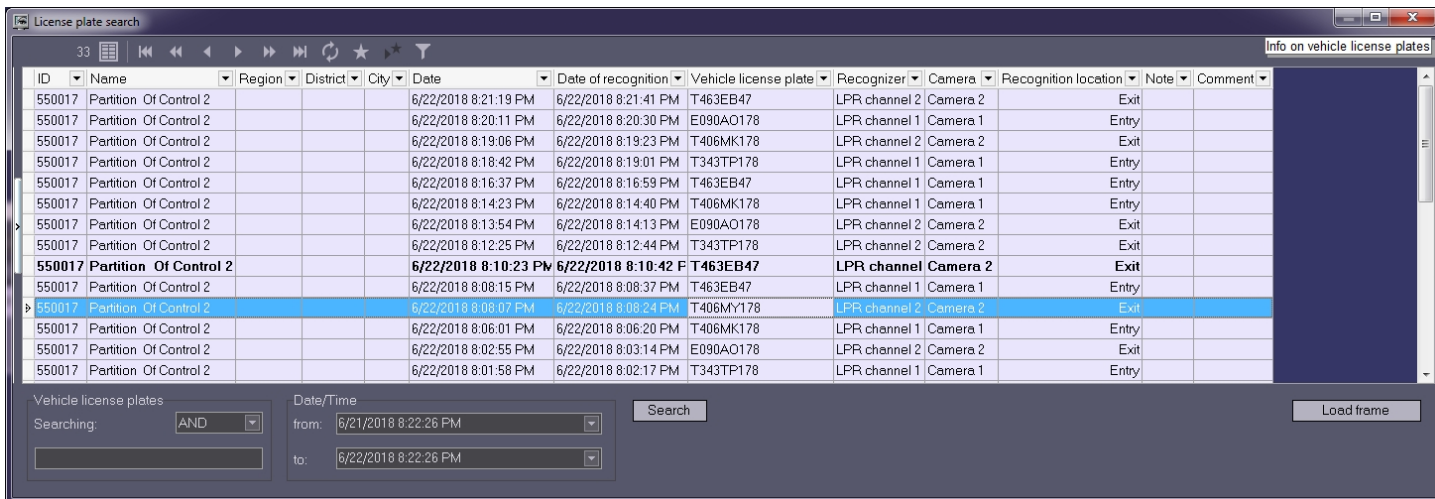 License plate search
33
Info on vehicle license plates
ID Name Region District City Date Date of recognition Vehicle license plate Recognizer Camera Recognition location Note Comment
550017 Partition Of Control 2 6/22/2018 8:21:19 PM 6/22/2018 8:21:41 PM T463EB47 LPR channel 2 Camera 2 Exit
550017 Partition Of Control 2 6/22/2018 8:20:11 PM 6/22/2018 8:20:30 PM E090AO178 LPR channel 1 Camera 1 Entry
550017 Partition Of Control 2 6/22/2018 8:19:06 PM 6/22/2018 8:19:23 PM T406MK178 LPR channel 2 Camera 2 Exit
550017 Partition Of Control 2 6/22/2018 8:18:42 PM 6/22/2018 8:19:01 PM T343TP178 LPR channel 1 Camera 1 Entry
550017 Partition Of Control 2 6/22/2018 8:16:37 PM 6/22/2018 8:16:59 PM T463EB47 LPR channel 1 Camera 1 Entry
550017 Partition Of Control 2 6/22/2018 8:14:23 PM 6/22/2018 8:14:40 PM T406MK178 LPR channel 1 Camera 1 Entry
550017 Partition Of Control 2 6/22/2018 8:13:54 PM 6/22/2018 8:14:13 PM E090AO178 LPR channel 2 Camera 2 Exit
550017 Partition Of Control 2 6/22/2018 8:12:25 PM 6/22/2018 8:12:44 PM T343TP178 LPR channel 2 Camera 2 Exit
550017 Partition Of Control 2 6/22/2018 8:10:23 PM 6/22/2018 8:10:42 P T463EB47 LPR channel Camera 2 Exit
550017 Partition Of Control 2 6/22/2018 8:08:15 PM 6/22/2018 8:08:37 PM T463EB47 LPR channel 1 Camera 1 Entry
550017 Partition Of Control 2 6/22/2018 8:08:07 PM 6/22/2018 8:08:24 PM T406MY178 LPR channel 2 Camera 2 Exit
550017 Partition Of Control 2 6/22/2018 8:06:01 PM 6/22/2018 8:06:20 PM T406MK178 LPR channel 1 Camera 1 Entry
550017 Partition Of Control 2 6/22/2018 8:02:55 PM 6/22/2018 8:03:14 PM E090AO178 LPR channel 2 Camera 2 Exit
550017 Partition Of Control 2 6/22/2018 8:01:58 PM 6/22/2018 8:02:17 PM T343TP178 LPR channel 1 Camera 1 Entry
Vehicle license plates Date/Time
Searching: AND from: 6/21/2018 8:22:26 PM Search Load frame
to: 6/22/2018 8:22:26 PM